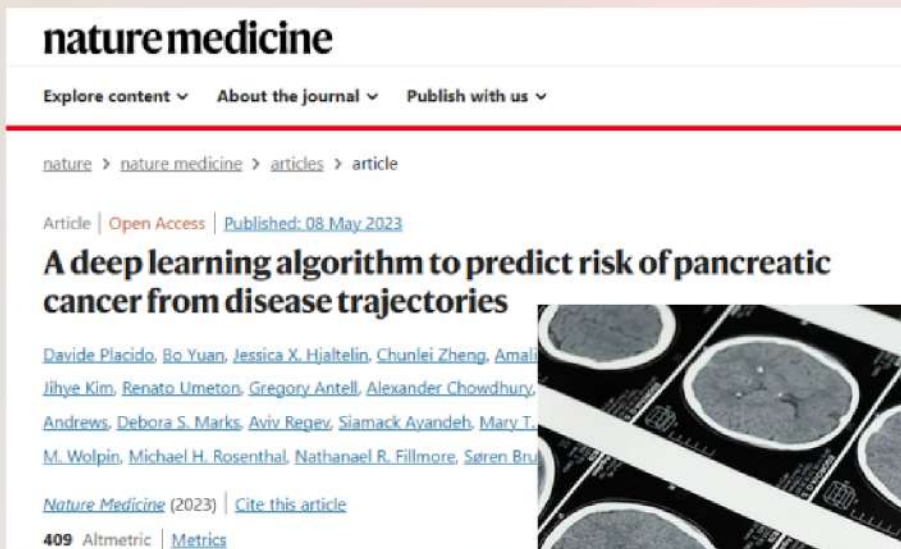 nature medicine
Explore content About the journal Publish with us
nature > nature medicine > articles > article
Article | Open Access | Published: 08 May 2023
A deep learning algorithm to predict risk of pancreatic
cancer from disease trajectories
Davide Placido, Bo Yuan, Jessica X. Hjaltelin, Chunlei Zheng, Amali
Jihye Kim, Renato Umeton, Gregory Antell, Alexander Chowdhury,
Andrews, Debora S. Marks, Aviv Regev, Siamack Ayandeh, Mary T.
M. Wolpin, Michael H. Rosenthal, Nathanael R. Fillmore, Søren Bru
Nature Medicine (2023) | Cite this article
409 Altmetric | Metrics